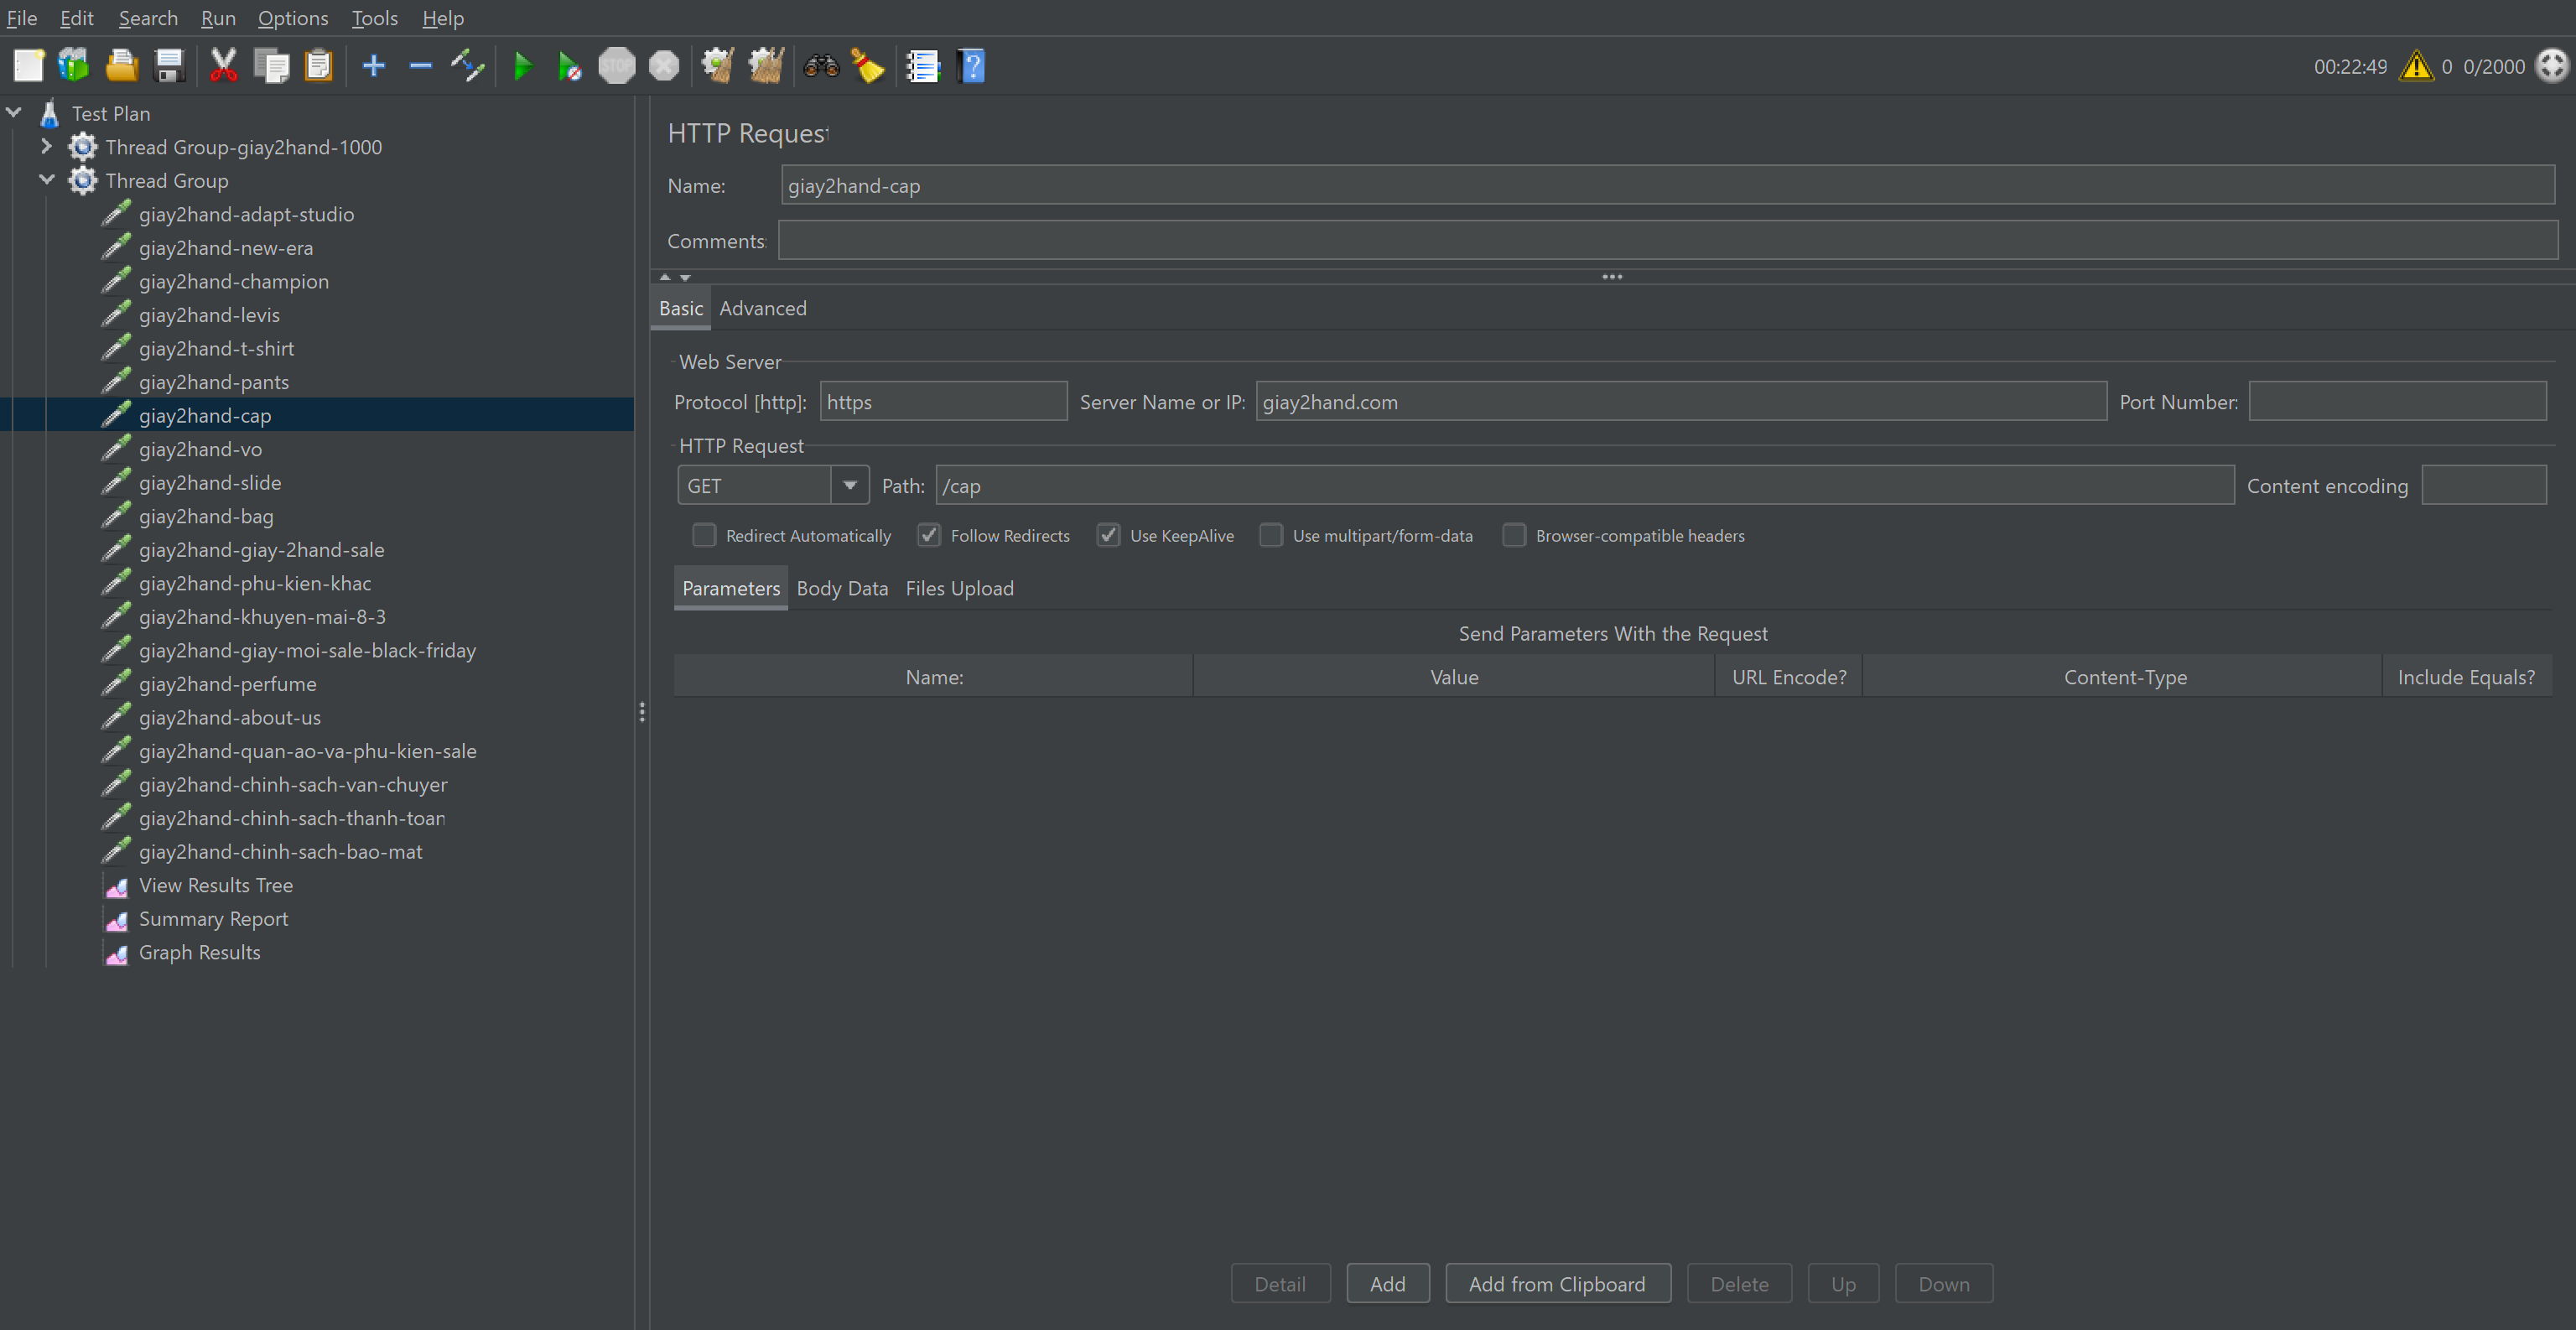 File Edit Search Run Options Tools Help
STOP
00:22:49 0 0/2000
Test Plan
Thread Group-giay2hand-1000
Thread Group
giay2hand-adapt-studio
giay2hand-new-era
giay2hand-champion
giay2hand-levis
giay2hand-t-shirt
giay2hand-pants
giay2hand-cap
giay2hand-vo
giay2hand-slide
giay2hand-bag
giay2hand-giay-2hand-sale
giay2hand-phu-kien-khac
giay2hand-khuyen-mai-8-3
giay2hand-giay-moi-sale-black-friday
giay2hand-perfume
giay2hand-about-us
giay2hand-quan-ao-va-phu-kien-sale
giay2hand-chinh-sach-van-chuyer
giay2hand-chinh-sach-thanh-toan
giay2hand-chinh-sach-bao-mat
View Results Tree
Summary Report
Graph Results
HTTP Request
Name: giay2hand-cap
Comments:
Basic Advanced
Web Server
Protocol [http]: https Server Name or IP: giay2hand.com Port Number:
HTTP Request
GET Path: /cap Content encoding
Redirect Automatically Follow Redirects Use KeepAlive Use multipart/form-data Browser-compatible headers
Parameters Body Data Files Upload
Send Parameters With the Request
Name: Value URL Encode? Content-Type Include Equals?
Detail Add Add from Clipboard Delete Up Down